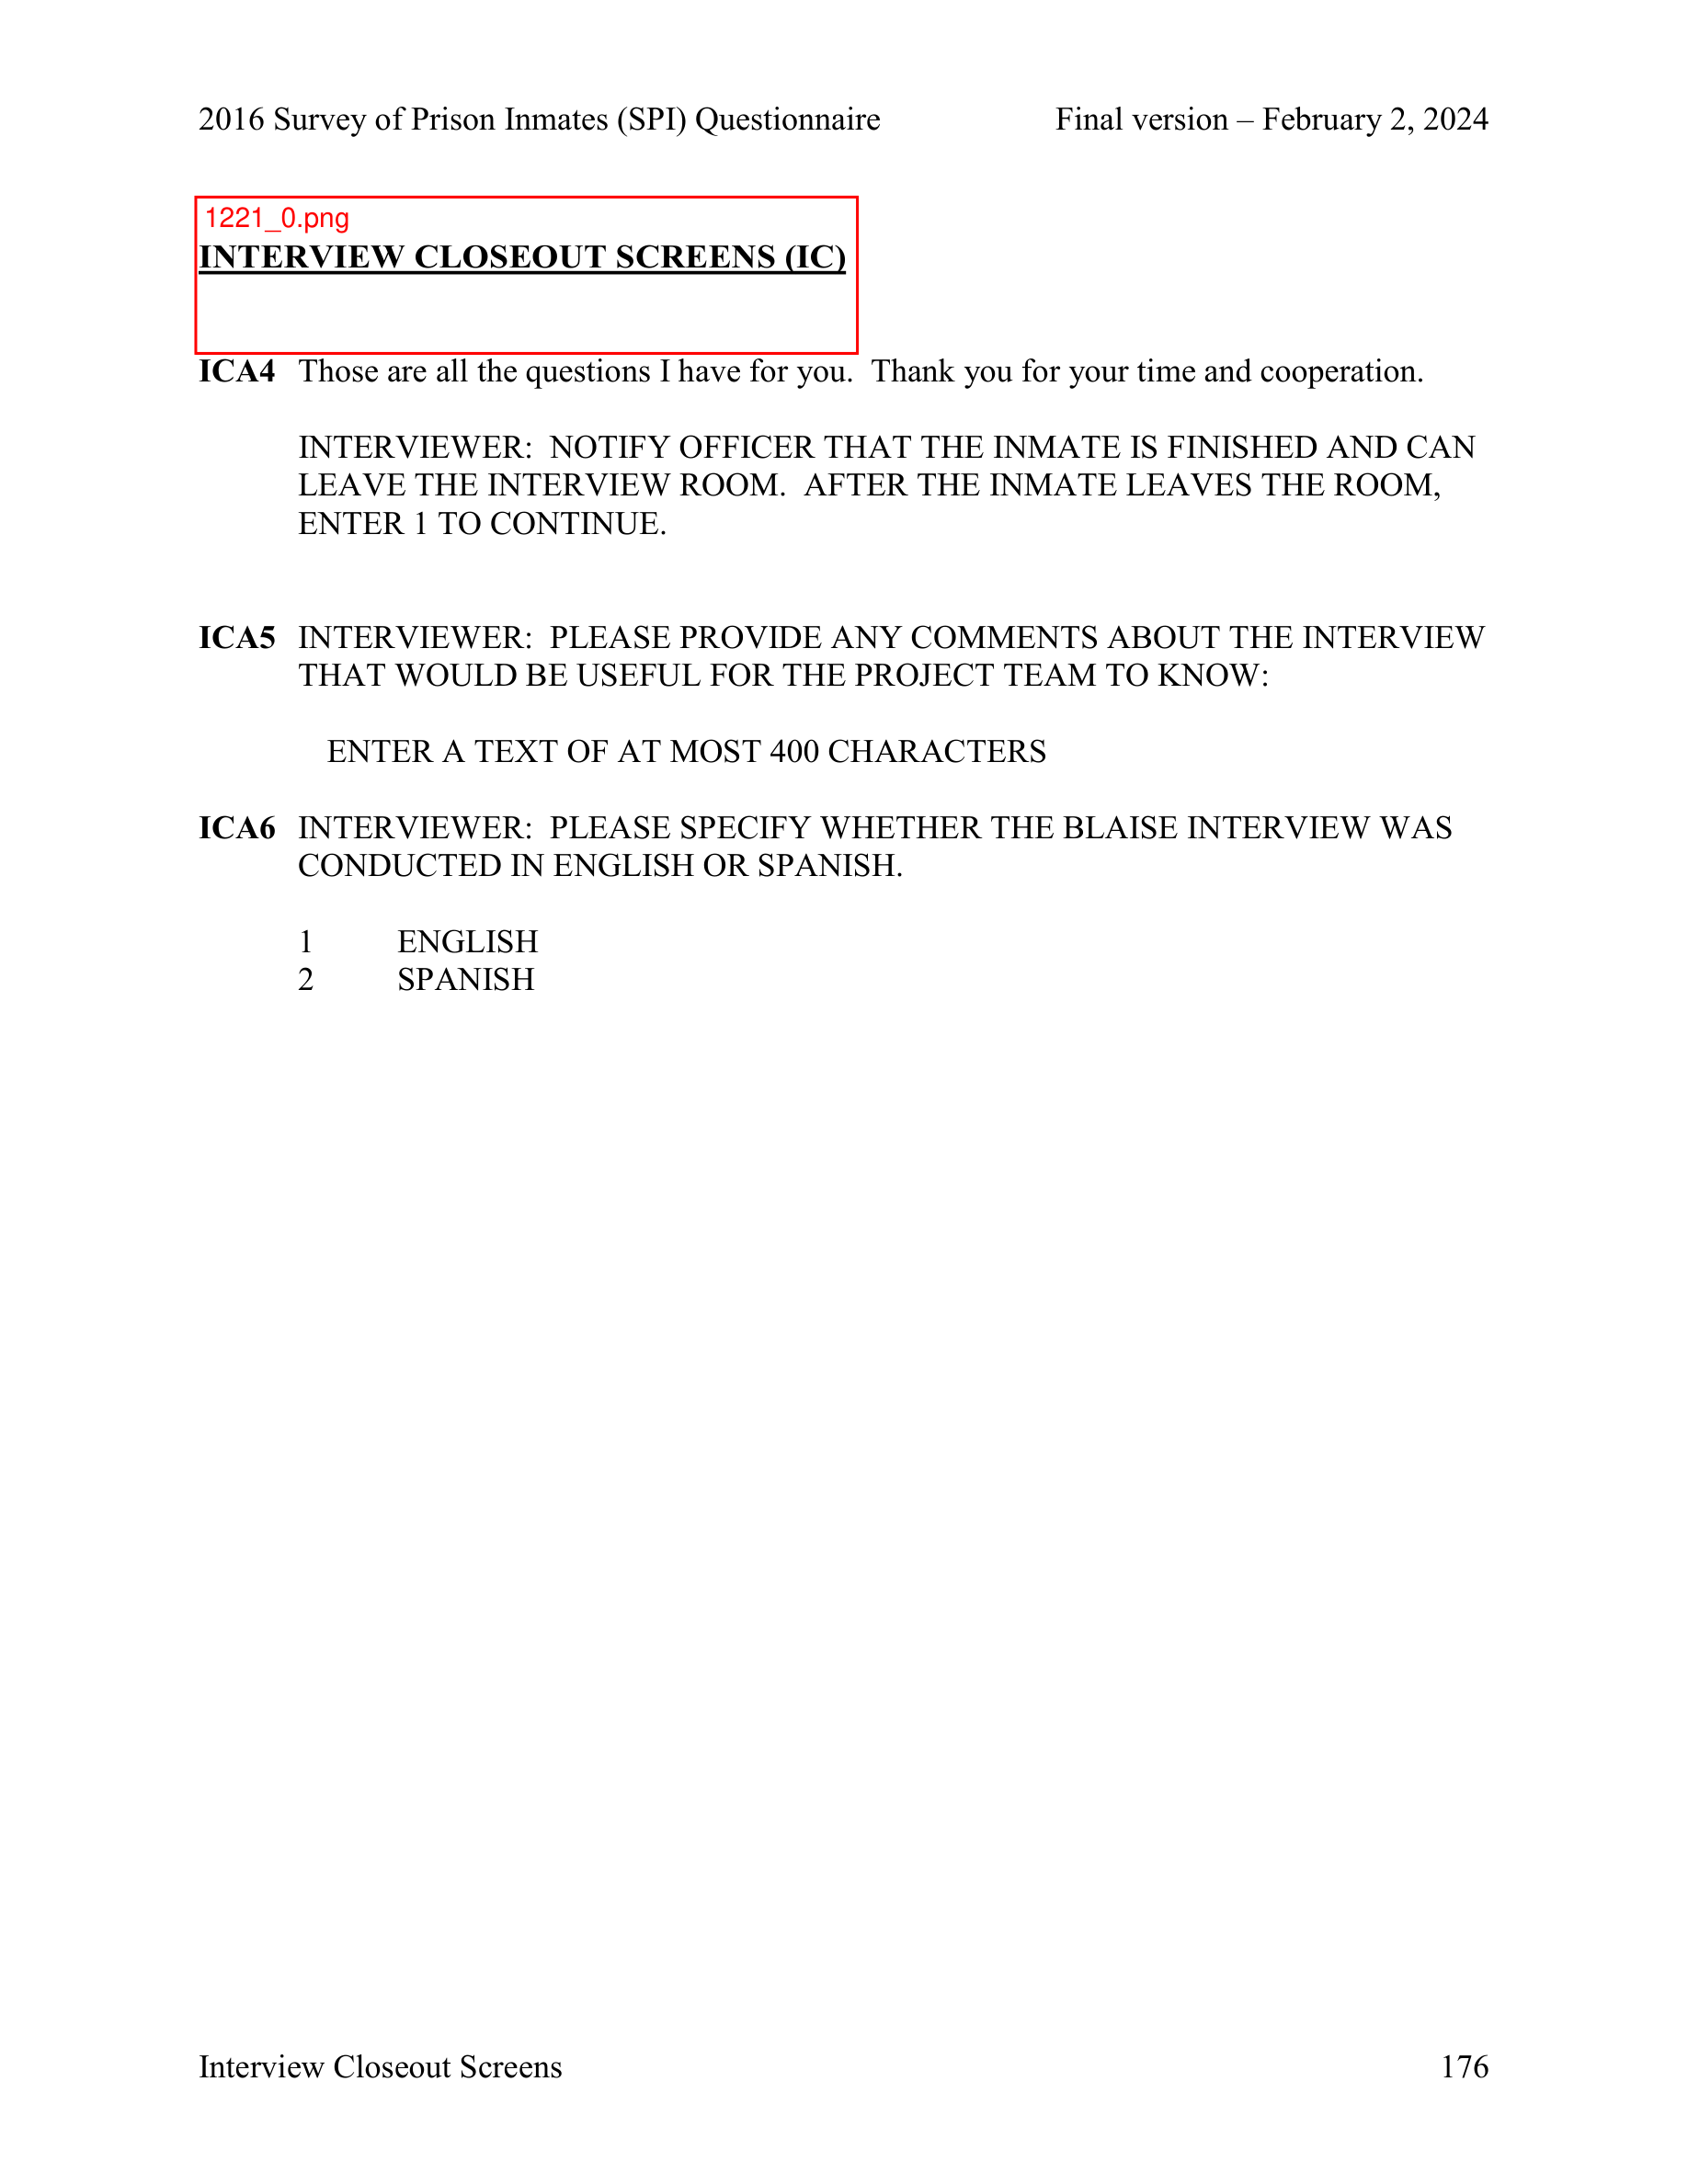 2016 Survey of Prison Inmates (SPI) Questionnaire Final version – February 2, 2024
1221_0.png
INTERVIEW CLOSEOUT SCREENS (IC)
ICA4 Those are all the questions I have for you. Thank you for your time and cooperation.
INTERVIEWER: NOTIFY OFFICER THAT THE INMATE IS FINISHED AND CAN
LEAVE THE INTERVIEW ROOM. AFTER THE INMATE LEAVES THE ROOM,
ENTER 1 TO CONTINUE.
ICA5 INTERVIEWER: PLEASE PROVIDE ANY COMMENTS ABOUT THE INTERVIEW
THAT WOULD BE USEFUL FOR THE PROJECT TEAM TO KNOW:
ENTER A TEXT OF AT MOST 400 CHARACTERS
ICA6 INTERVIEWER: PLEASE SPECIFY WHETHER THE BLAISE INTERVIEW WAS
CONDUCTED IN ENGLISH OR SPANISH.
1 ENGLISH
2 SPANISH
Interview Closeout Screens 176